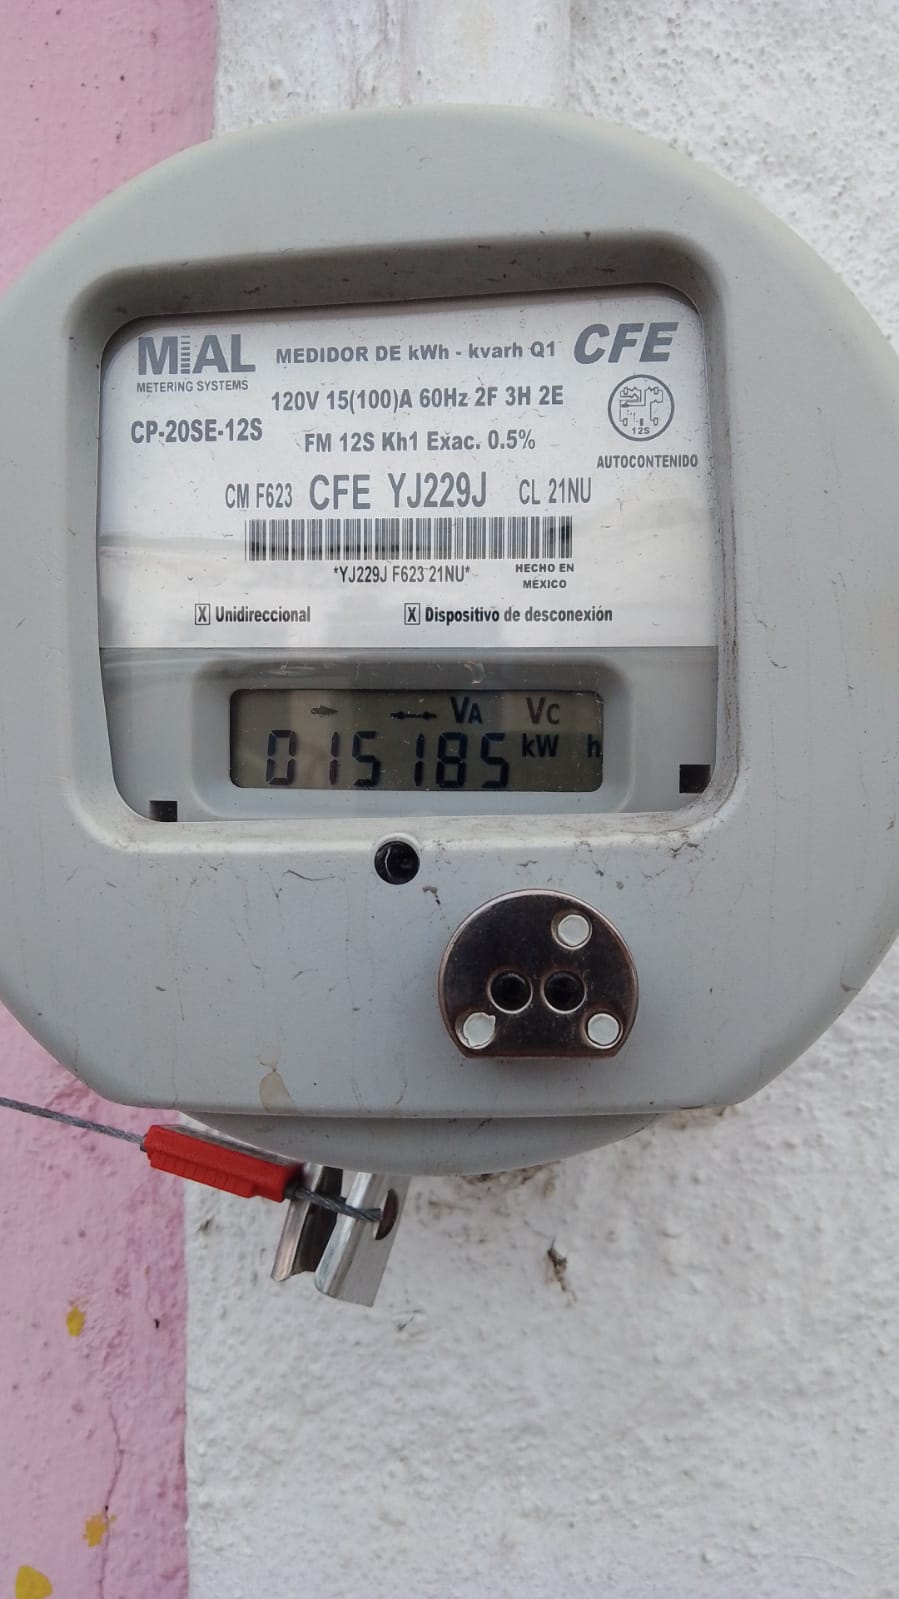 MIAL
METERING SYSTEMS
MEDIDOR DE kWh - kvarh Q1
CFE
120V 15(100)A 60Hz 2F 3H 2E
CP-20SE-12S
FM 12S Kh1 Exac. 0.5%
12S
AUTOCONTENIDO
CM F623 CFE YJ229J CL 21NU
*YJ229J F623 21NU*
HECHO EN
MÉXICO
X Unidireccional
X Dispositivo de desconexión
VA VC
015185 kW h